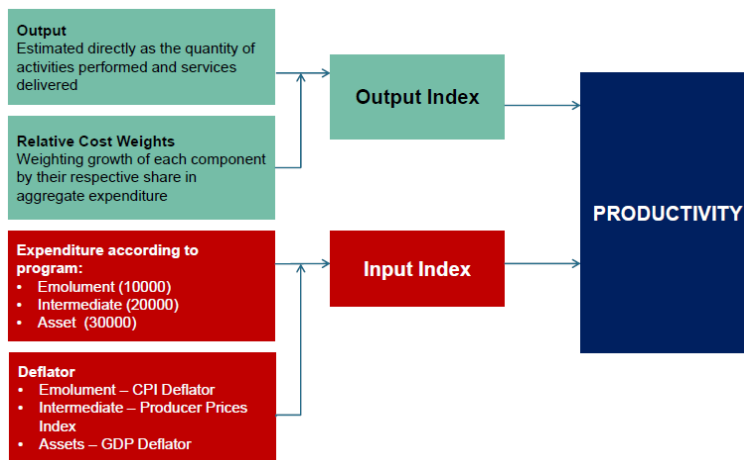 Output
Estimated directly as the quantity of
activities performed and services
delivered
Output Index
Relative Cost Weights
Weighting growth of each component
by their respective share in
aggregate expenditure
PRODUCTIVITY
Expenditure according to
program:
• Emolument (10000)
• Intermediate (20000)
• Asset (30000)
Input Index
Deflator
• Emolument – CPI Deflator
• Intermediate – Producer Prices
Index
• Assets – GDP Deflator